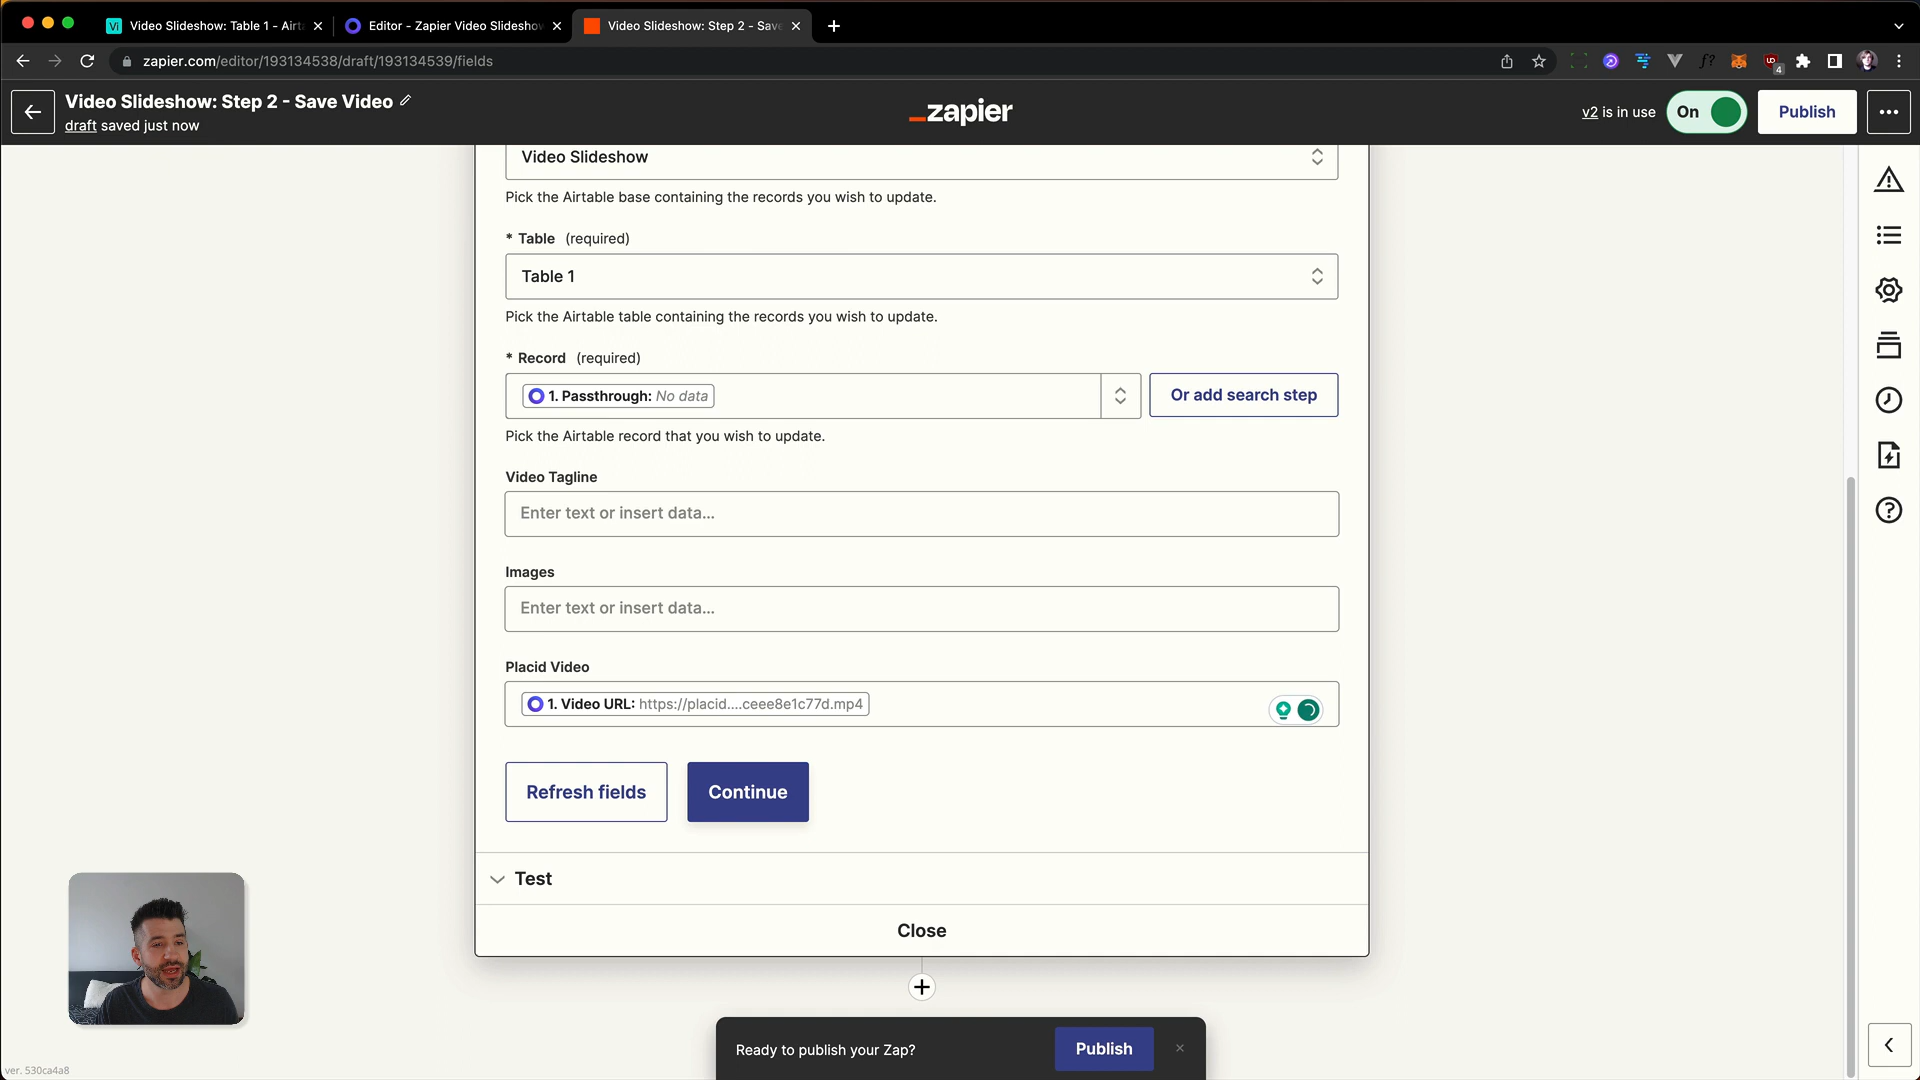 Video Slideshow: Table 1 - Airta
Editor - Zapier Video Slideshow
Video Slideshow: Step 2 - Save
zapier.com/editor/193134538/draft/193134539/fields
4
Video Slideshow: Step 2 - Save Video
draft saved just now
_zapier
v2 is in use
On
Publish
Video Slideshow
Pick the Airtable base containing the records you wish to update.
* Table (required)
Table 1
Pick the Airtable table containing the records you wish to update.
* Record (required)
1. Passthrough: No data
Or add search step
Pick the Airtable record that you wish to update.
Video Tagline
Enter text or insert data...
Images
Enter text or insert data...
Placid Video
1. Video URL: https://placid....ceee8e1c77d.mp4
Refresh fields
Continue
Test
Close
Ready to publish your Zap?
Publish
ver. 530ca4a8